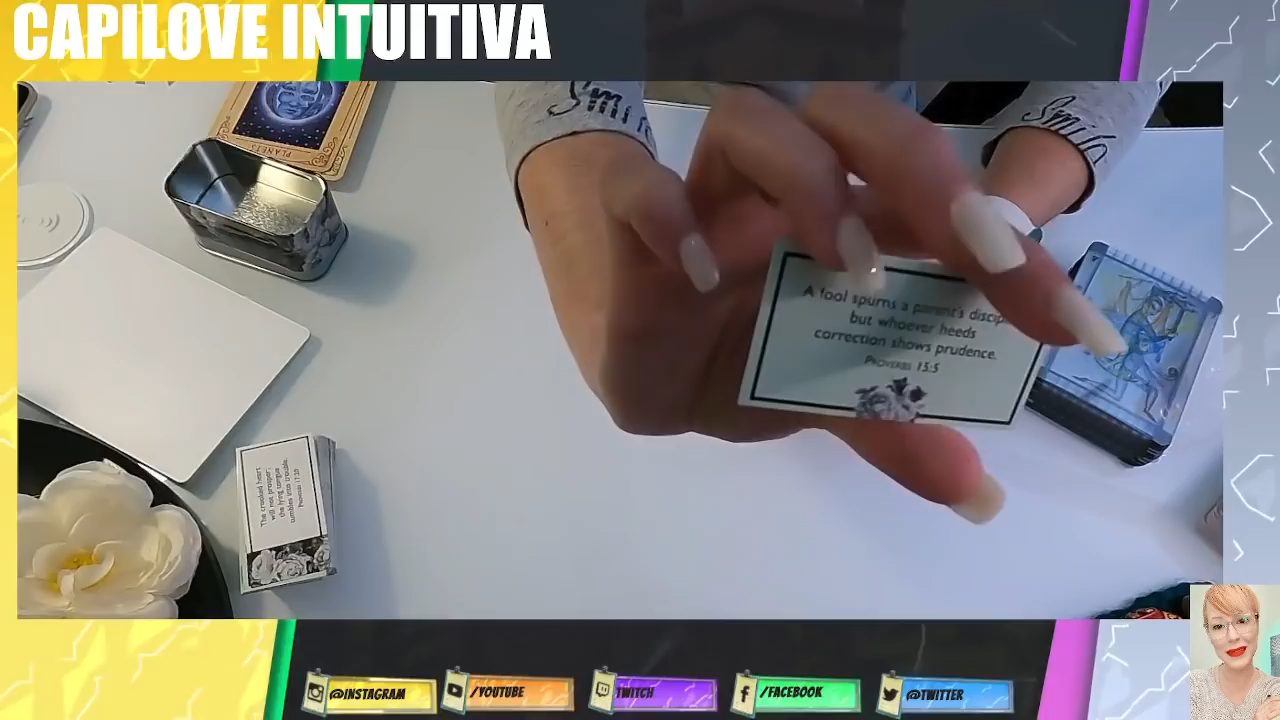 CAPILOVE INTUITIVA
PLANETS
Smile
A fool spurns a parent's
but whoever heeds
correction shows prudence.
PROVERBS 15:5
The crooked heart
will not prosper;
the lying tongue
tumbles into trouble.
Proverbs 17:20
@INSTAGRAM
/YOUTUBE
TWITCH
/FACEBOOK
@TWITTER